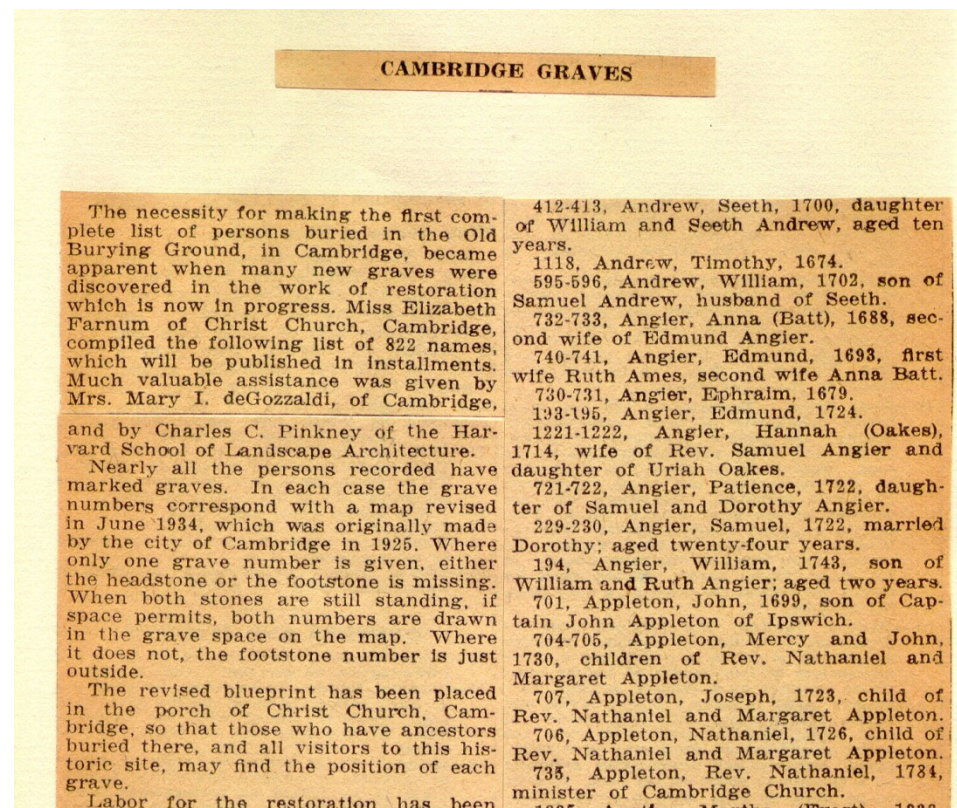 CAMBRIDGE GRAVES
The necessity for making the first com-
plete list of persons buried in the Old
Burying Ground, in Cambridge, became
apparent when many new graves were
discovered in the work of restoration
which is now in progress. Miss Elizabeth
Farnum of Christ Church, Cambridge,
compiled the following list of 822 names,
which will be published in installments.
Much valuable assistance was given by
Mrs. Mary I. deGozzaldi, of Cambridge,
and by Charles C. Pinkney of the Har-
vard School of Landscape Architecture.
Nearly all the persons recorded have
marked graves. In each case the grave
numbers correspond with a map revised
in June 1934, which was originally made
by the city of Cambridge in 1925. Where
only one grave number is given, either
the headstone or the footstone is missing.
When both stones are still standing, if
space permits, both numbers are drawn
in the grave space on the map. Where
it does not, the footstone number is just
outside.
The revised blueprint has been placed
in the porch of Christ Church, Cam-
bridge, so that those who have ancestors
buried there, and all visitors to this his-
toric site, may find the position of each
grave.
Labor for the restoration has been
412-413, Andrew, Seeth, 1700, daughter
of William and Seeth Andrew, aged ten
years.
1118, Andrew, Timothy, 1674.
595-596, Andrew, William, 1702, son of
Samuel Andrew, husband of Seeth.
732-733, Angier, Anna (Batt), 1688, sec-
ond wife of Edmund Angier.
740-741, Angier, Edmund, 1693, first
wife Ruth Ames, second wife Anna Batt.
730-731, Angier, Ephraim, 1679.
193-195, Angier, Edmund, 1724.
1221-1222, Angier, Hannah (Oakes),
1714, wife of Rev. Samuel Angier and
daughter of Uriah Oakes.
721-722, Angier, Patience, 1722, daugh-
ter of Samuel and Dorothy Angier.
229-230, Angier, Samuel, 1722, married
Dorothy; aged twenty-four years.
194, Angier, William, 1743, son of
William and Ruth Angier; aged two years.
701, Appleton, John, 1699, son of Cap-
tain John Appleton of Ipswich.
704-705, Appleton, Mercy and John,
1730, children of Rev. Nathaniel and
Margaret Appleton.
707, Appleton, Joseph, 1723, child of
Rev. Nathaniel and Margaret Appleton.
706, Appleton, Nathaniel, 1726, child of
Rev. Nathaniel and Margaret Appleton.
735, Appleton, Rev. Nathaniel, 1784,
minister of Cambridge Church.